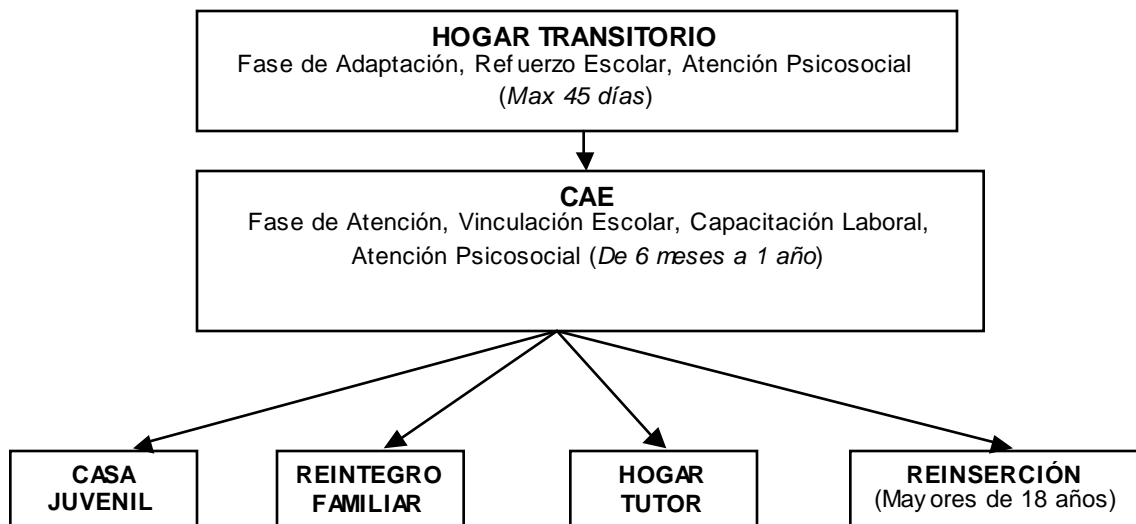 HOGAR TRANSITORIO
Fase de Adaptación, Refuerzo Escolar, Atención Psicosocial
(Max 45 días)
CAE
Fase de Atención, Vinculación Escolar, Capacitación Laboral,
Atención Psicosocial (De 6 meses a 1 año)
CASA
JUVENIL
REINTEGRO
FAMILIAR
HOGAR
TUTOR
REINSERCIÓN
(Mayores de 18 años)